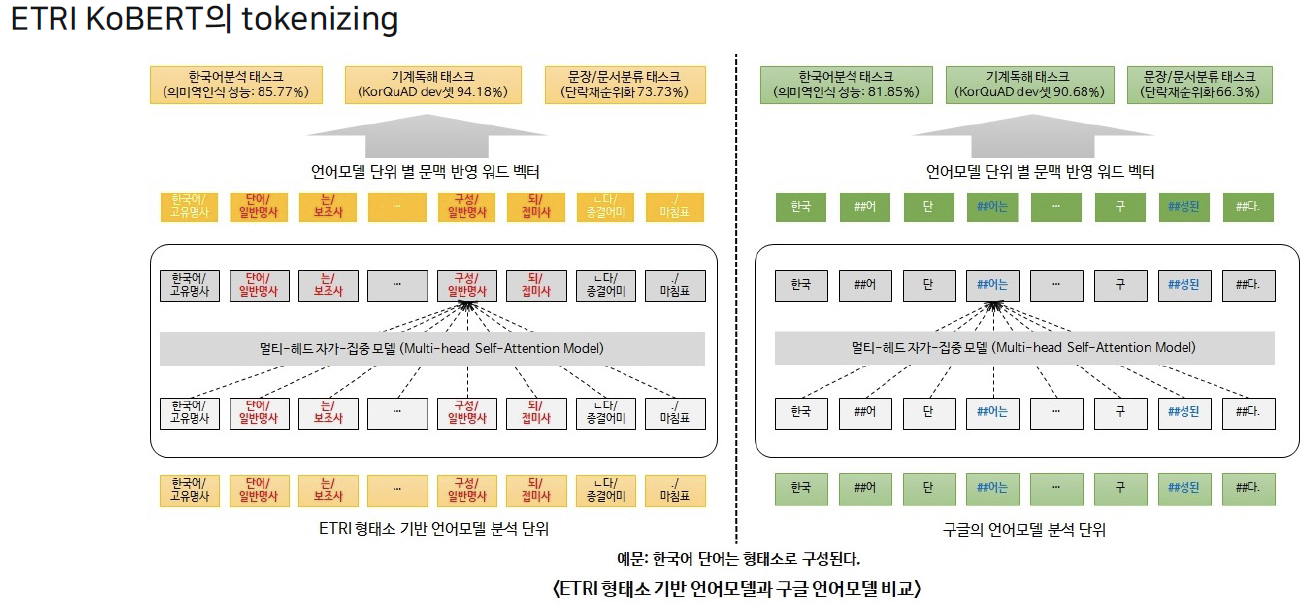 ETRI KoBERT의 tokenizing
한국어분석 태스크
(의미역인식 성능: 85.77%)
기계독해 태스크
(KorQuAD dev셋 94.18%)
문장/문서분류 태스크
(단락재순위화 73.73%)
언어모델 단위 별 문맥 반영 워드 벡터
한국어/
고유명사
단어/
일반명사
는/
보조사
...
구성/
일반명사
되/
접미사
ㄴ다/
종결어미
./
마침표
한국어/
고유명사
단어/
일반명사
는/
보조사
...
구성/
일반명사
되/
접미사
ㄴ다/
종결어미
./
마침표
멀티-헤드 자가-집중 모델 (Multi-head Self-Attention Model)
한국어/
고유명사
단어/
일반명사
는/
보조사
...
구성/
일반명사
되/
접미사
ㄴ다/
종결어미
./
마침표
한국어/
고유명사
단어/
일반명사
는/
보조사
...
구성/
일반명사
되/
접미사
ㄴ다/
종결어미
./
마침표
ETRI 형태소 기반 언어모델 분석 단위
한국어분석 태스크
(의미역인식 성능: 81.85%)
기계독해 태스크
(KorQuAD dev셋 90.68%)
문장/문서분류 태스크
(단락재순위화 66.3%)
언어모델 단위 별 문맥 반영 워드 벡터
한국 ##어 단 ##어는 ... 구 ##성된 ##다.
한국 ##어 단 ##어는 ... 구 ##성된 ##다.
멀티-헤드 자가-집중 모델 (Multi-head Self-Attention Model)
한국 ##어 단 ##어는 ... 구 ##성된 ##다.
한국 ##어 단 ##어는 ... 구 ##성된 ##다.
구글의 언어모델 분석 단위
예문: 한국어 단어는 형태소로 구성된다.
<ETRI 형태소 기반 언어모델과 구글 언어모델 비교>